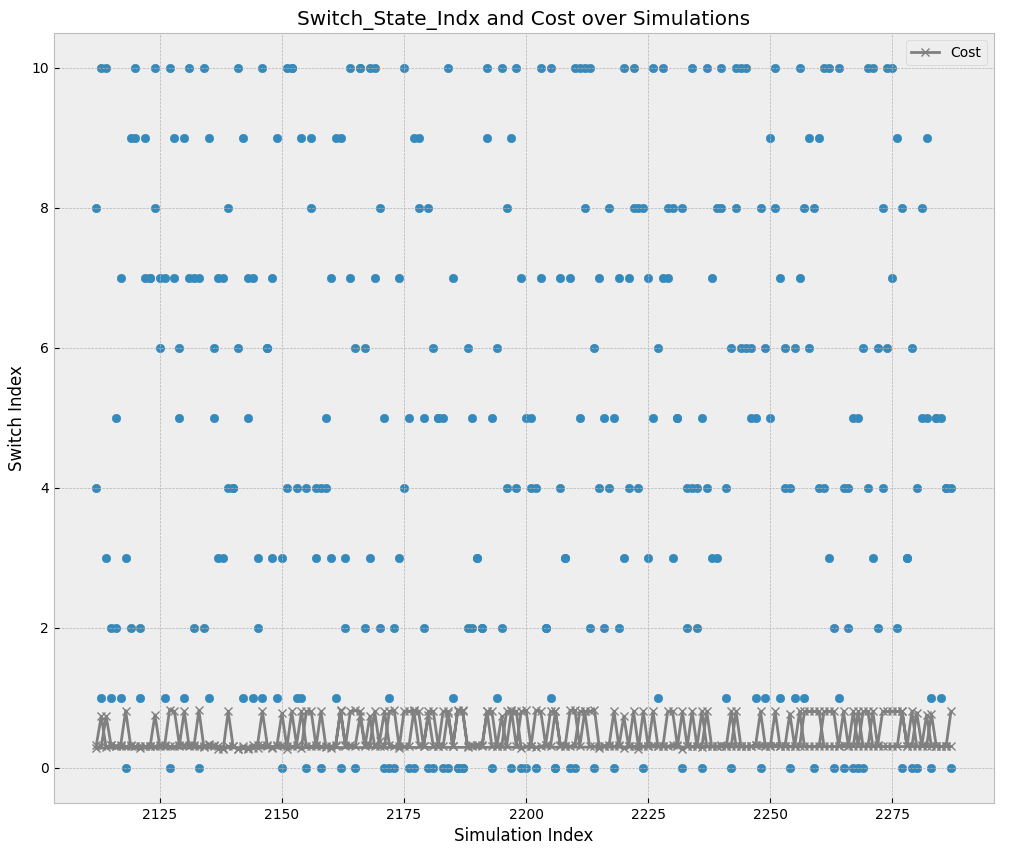 Switch_State_Indx and Cost over Simulations
Cost
10
8
6
4
2
0
Switch Index
2125 2150 2175 2200 2225 2250 2275
Simulation Index